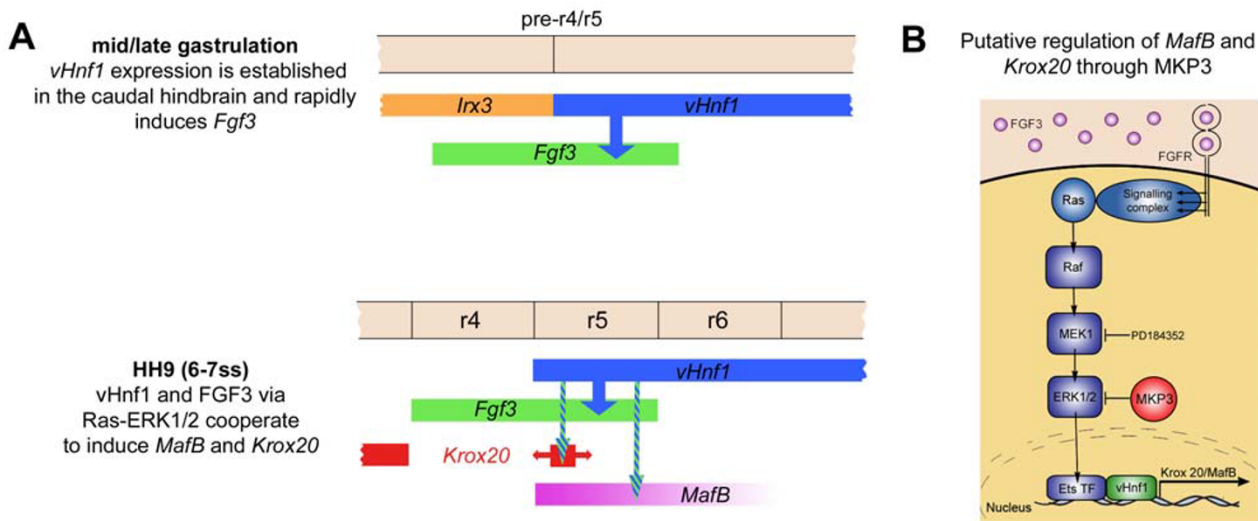 A
mid/late gastrulation
vHnf1 expression is established
in the caudal hindbrain and rapidly
induces Fgf3
pre-r4/r5
Irx3
vHnf1
Fgf3
HH9 (6-7ss)
vHnf1 and FGF3 via
Ras-ERK1/2 cooperate
to induce MafB and Krox20
r4
r5
r6
vHnf1
Fgf3
Krox20
MafB
B
Putative regulation of MafB and
Krox20 through MKP3
FGF3
FGFR
Ras
Signalling
complex
Raf
MEK1
PD184352
ERK1/2
MKP3
Krox 20/MafB
Ets TF
vHnf1
Nucleus